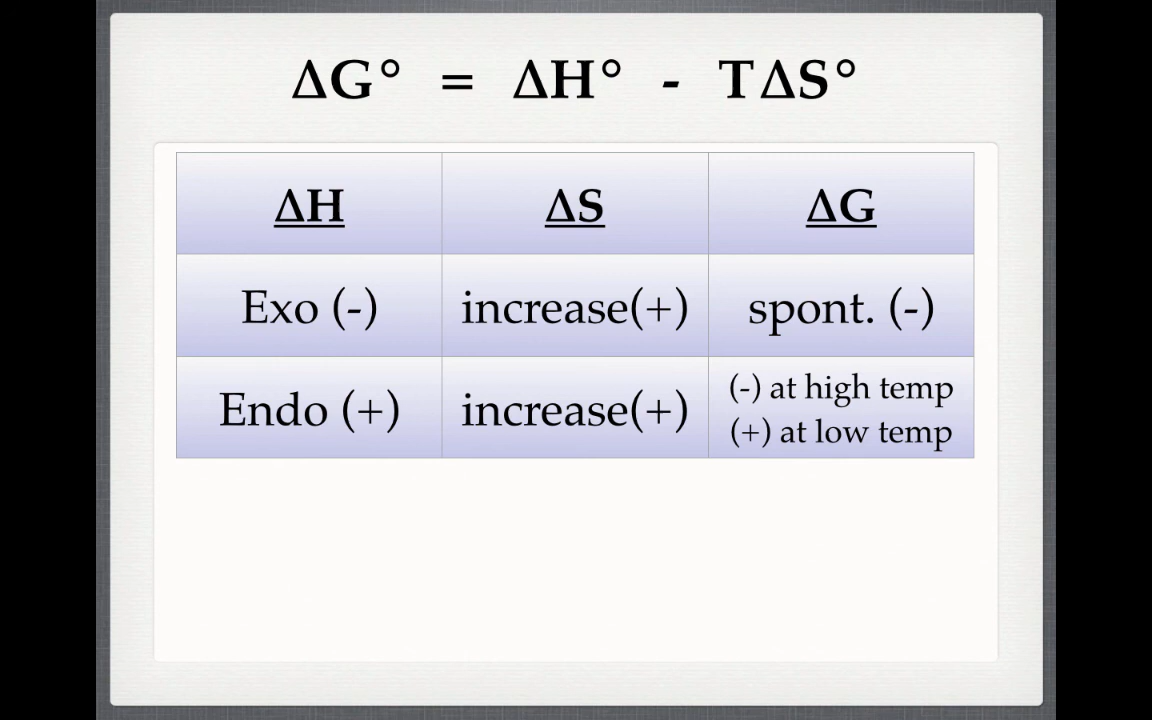 ΔG° = ΔH° - TΔS°
ΔH ΔS ΔG
Exo (-) increase(+) spont. (-)
Endo (+) increase(+) (-) at high temp
(+) at low temp